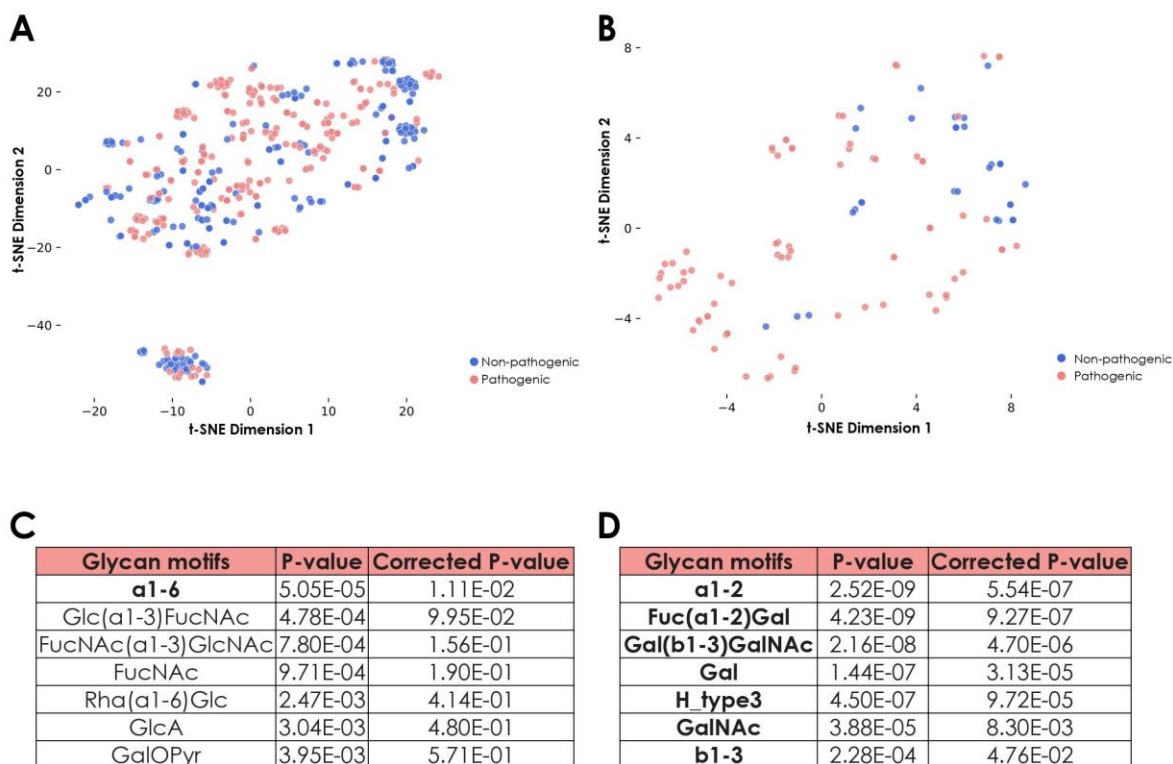 A
20
0
−20
−40
t-SNE Dimension 2
−20 −10 0 10 20
t-SNE Dimension 1
Non-pathogenic
Pathogenic
B
8
4
0
−4
t-SNE Dimension 2
−4 0 4 8
t-SNE Dimension 1
Non-pathogenic
Pathogenic
C
Glycan motifs P-value Corrected P-value
a1-6 5.05E-05 1.11E-02
Glc(a1-3)FucNAc 4.78E-04 9.95E-02
FucNAc(a1-3)GlcNAc 7.80E-04 1.56E-01
FucNAc 9.71E-04 1.90E-01
Rha(a1-6)Glc 2.47E-03 4.14E-01
GlcA 3.04E-03 4.80E-01
GalOPyr 3.95E-03 5.71E-01
D
Glycan motifs P-value Corrected P-value
a1-2 2.52E-09 5.54E-07
Fuc(a1-2)Gal 4.23E-09 9.27E-07
Gal(b1-3)GalNAc 2.16E-08 4.70E-06
Gal 1.44E-07 3.13E-05
H_type3 4.50E-07 9.72E-05
GalNAc 3.88E-05 8.30E-03
b1-3 2.28E-04 4.76E-02